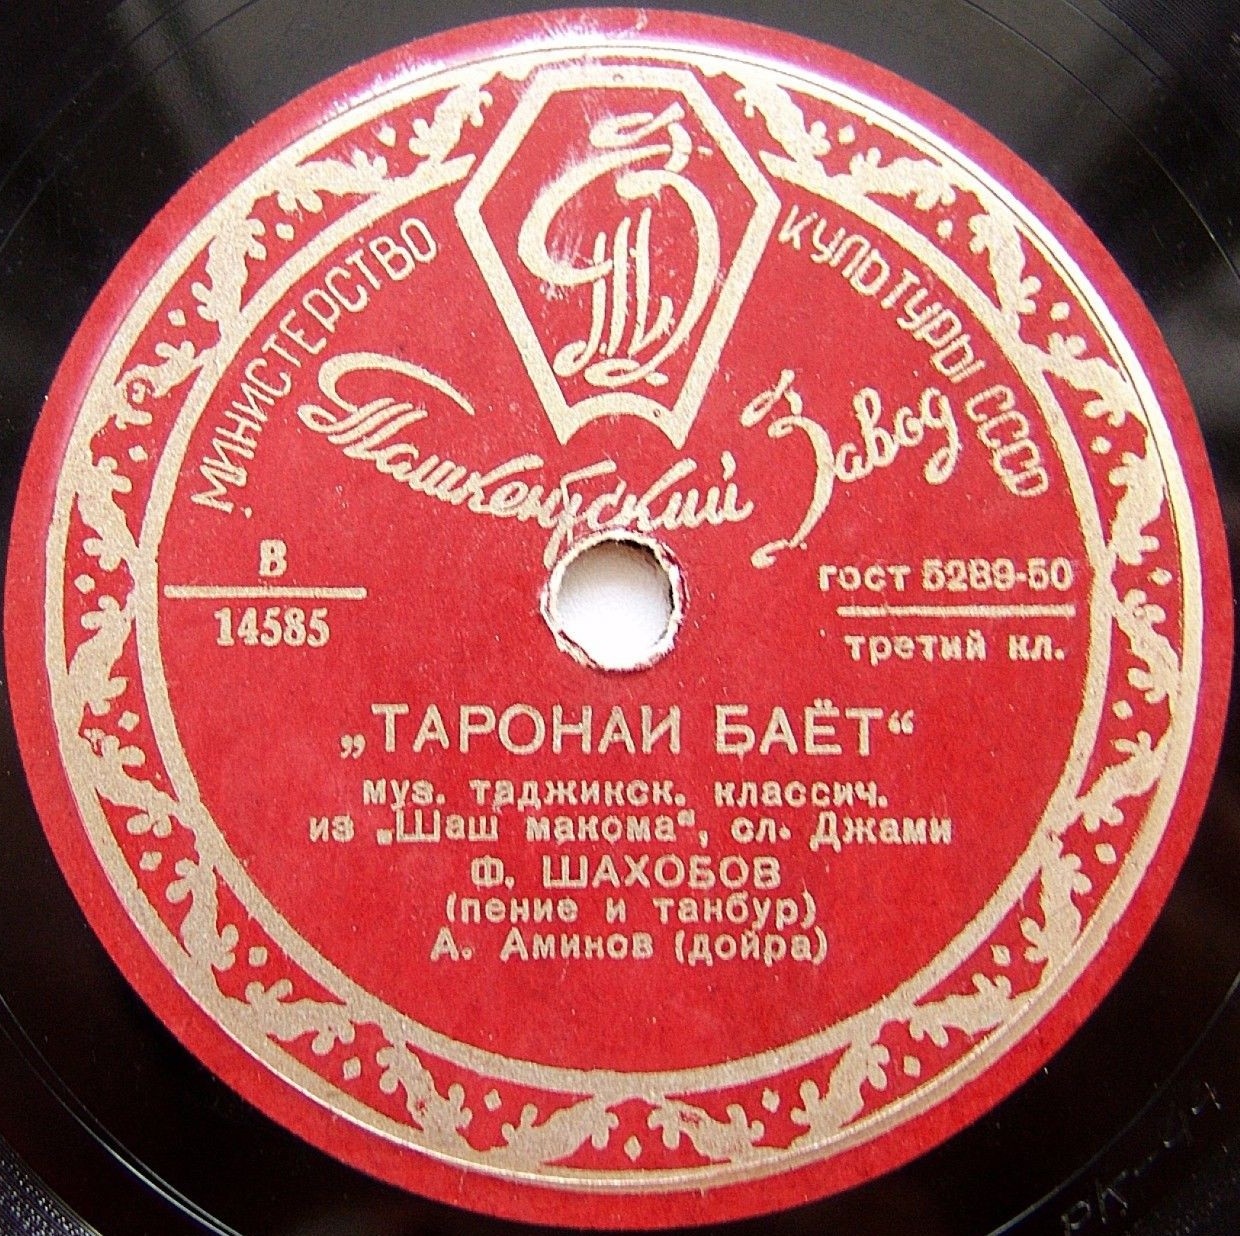 МИНИСТЕРСТВО КУЛЬТУРЫ СССР
Ташкентский Завод
В
14585
ГОСТ 5289-50
третий кл.
„ТАРОНАИ БАЁТ“
муз. таджикск. классич.
из „Шаш макома“, сл. Джами
Ф. ШАХОБОВ
(пение и танбур)
А. Аминов (дойра)